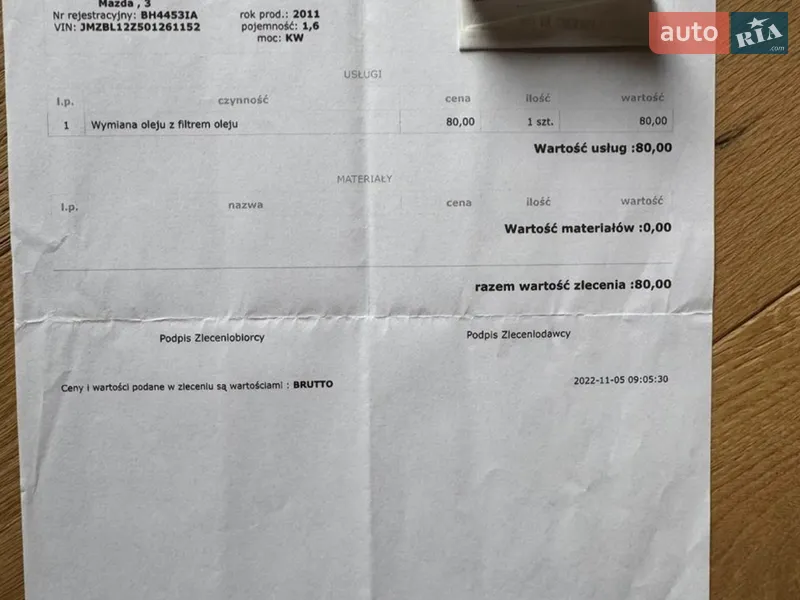 Mazda , 3
Nr rejestracyjny: BH4453IA
rok prod.: 2011
VIN: JMZBL12Z501261152
pojemność: 1,6
moc: KW
auto RIA .com
USŁUGI
l.p. czynność cena ilość wartość
1 Wymiana oleju z filtrem oleju 80,00 1 szt. 80,00
Wartość usług :80,00
MATERIAŁY
l.p. nazwa cena ilość wartość
Wartość materiałów :0,00
razem wartość zlecenia :80,00
Podpis Zleceniobiorcy
Podpis Zleceniodawcy
Ceny i wartości podane w zleceniu są wartościami : BRUTTO
2022-11-05 09:05:30